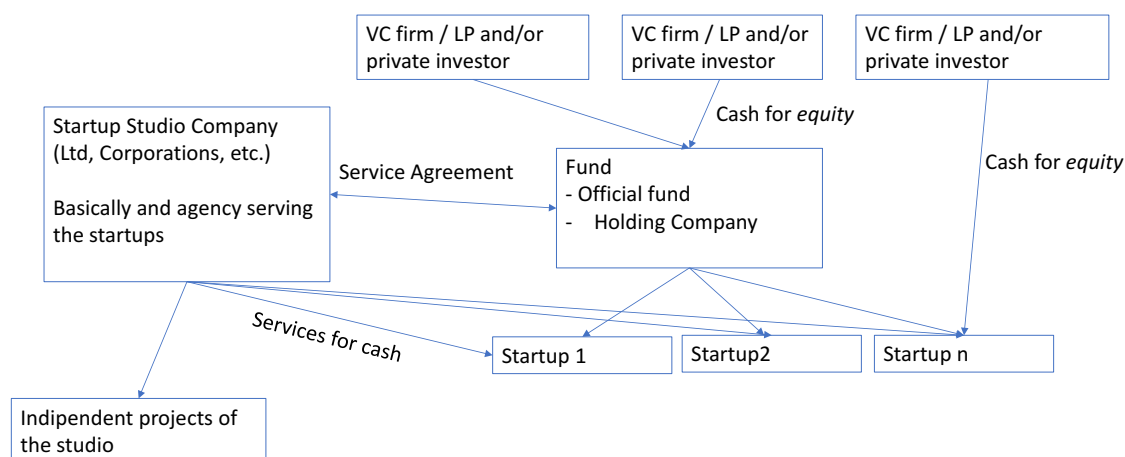 VC firm / LP and/or
private investor
VC firm / LP and/or
private investor
VC firm / LP and/or
private investor
Cash for equity
Startup Studio Company
(Ltd, Corporations, etc.)
Basically and agency serving
the startups
Service Agreement
Fund
- Official fund
- Holding Company
Cash for equity
Services for cash
Startup 1
Startup2
Startup n
Indipendent projects of
the studio